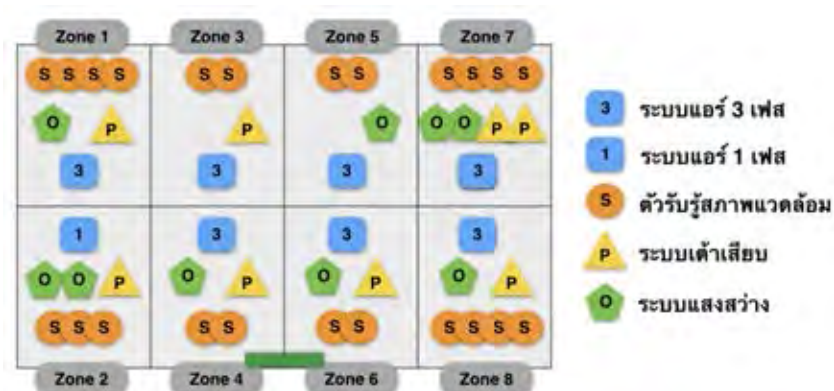 Zone 1 Zone 3 Zone 5 Zone 7
S S S S S S S S S S S S
O P P O O O P P
3 3 3 3
1 3 3 3
O O P O P O P O P
S S S S S S S S S S S
Zone 2 Zone 4 Zone 6 Zone 8
3 ระบบแอร์ 3 เฟส
1 ระบบแอร์ 1 เฟส
S ตัวรับรู้สภาพแวดล้อม
P ระบบเต้าเสียบ
O ระบบแสงสว่าง